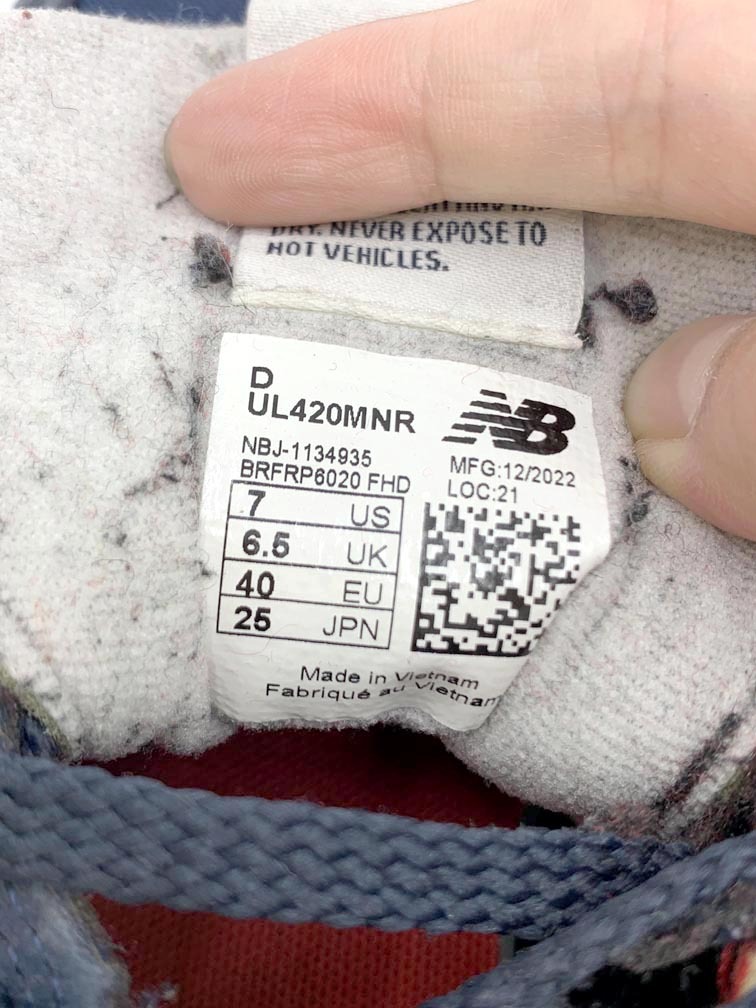 DRY. NEVER EXPOSE TO
HOT VEHICLES.
D
UL420MNR
NB
NBJ-1134935
BRFRP6020 FHD
MFG:12/2022
LOC:21
7 US
6.5 UK
40 EU
25 JPN
Made in Vietnam
Fabriqué au Vietnam